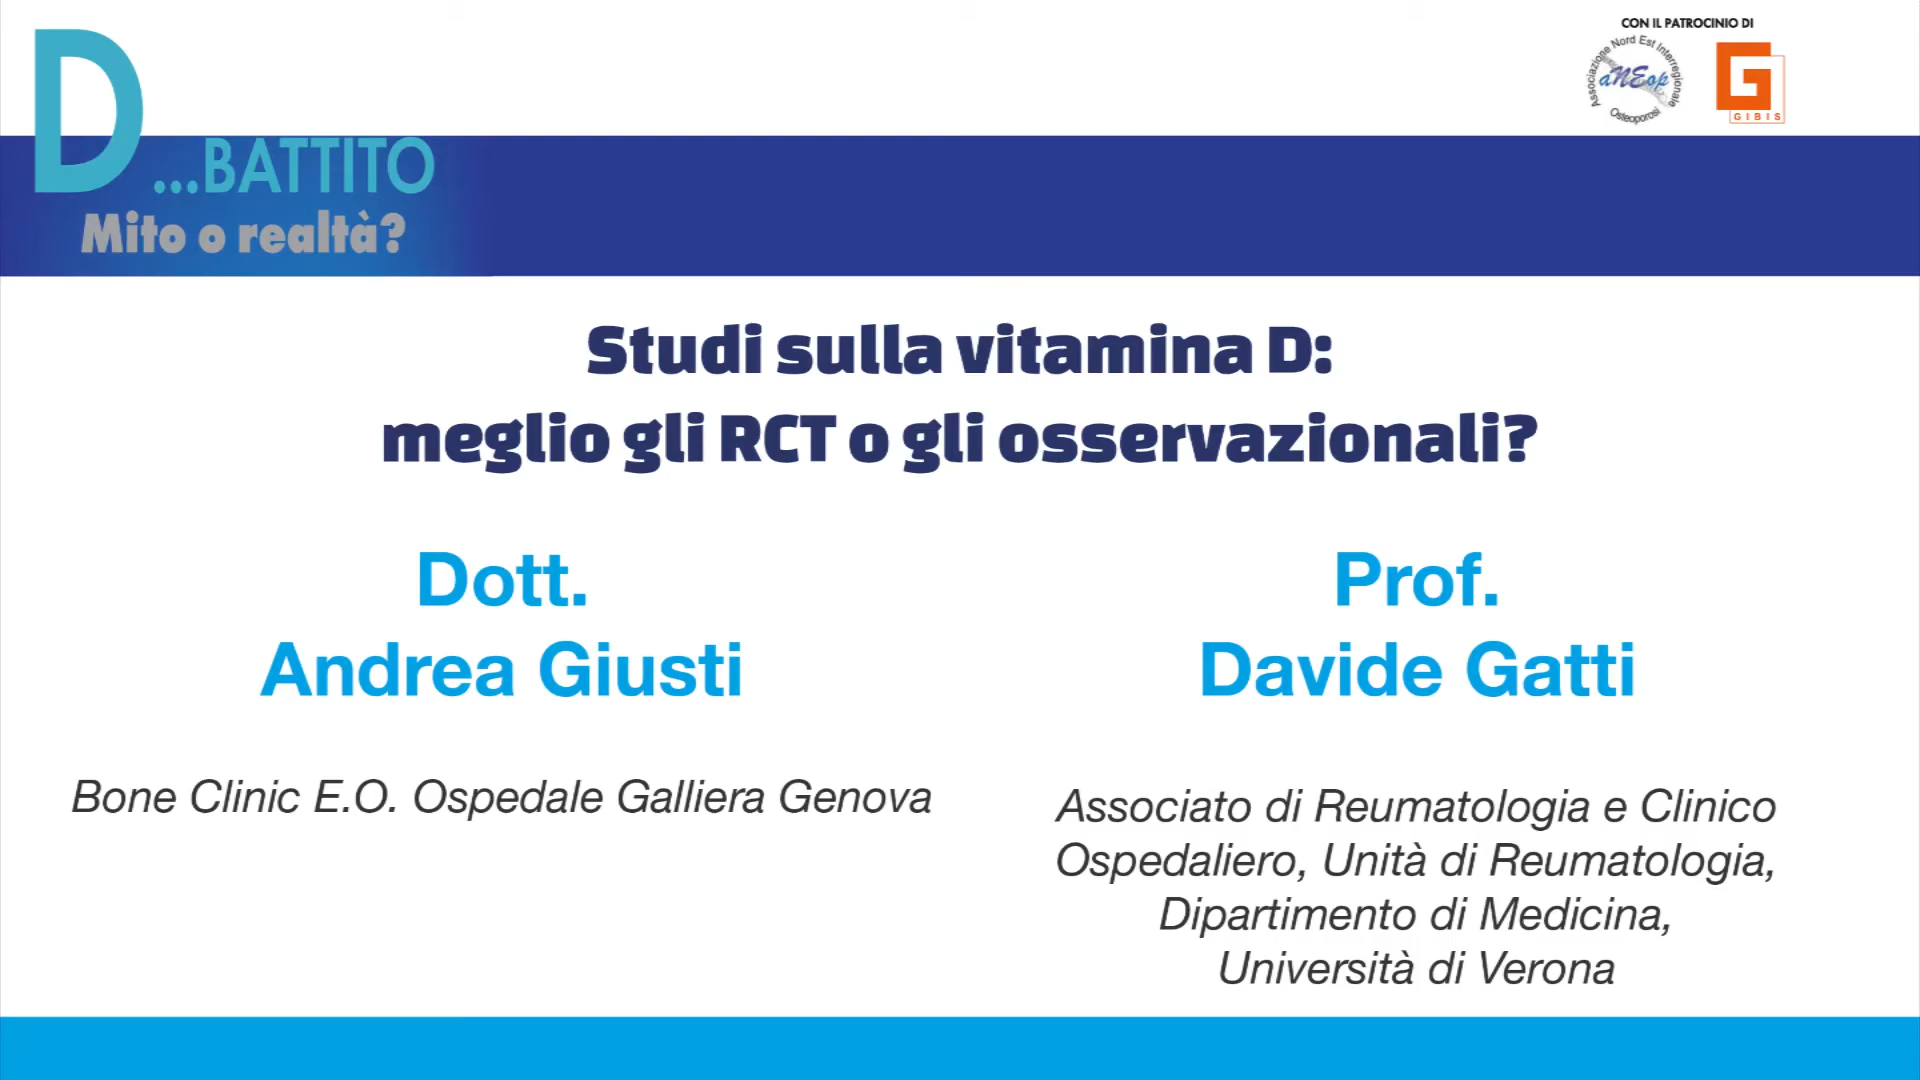 CON IL PATROCINIO DI
Associazione Nord Est Interregionale
aNEop
Osteoporosi
G
GIBIS
D
...BATTITO
Mito o realtà?
Studi sulla vitamina D:
meglio gli RCT o gli osservazionali?
Dott.
Andrea Giusti
Bone Clinic E.O. Ospedale Galliera Genova
Prof.
Davide Gatti
Associato di Reumatologia e Clinico
Ospedaliero, Unità di Reumatologia,
Dipartimento di Medicina,
Università di Verona